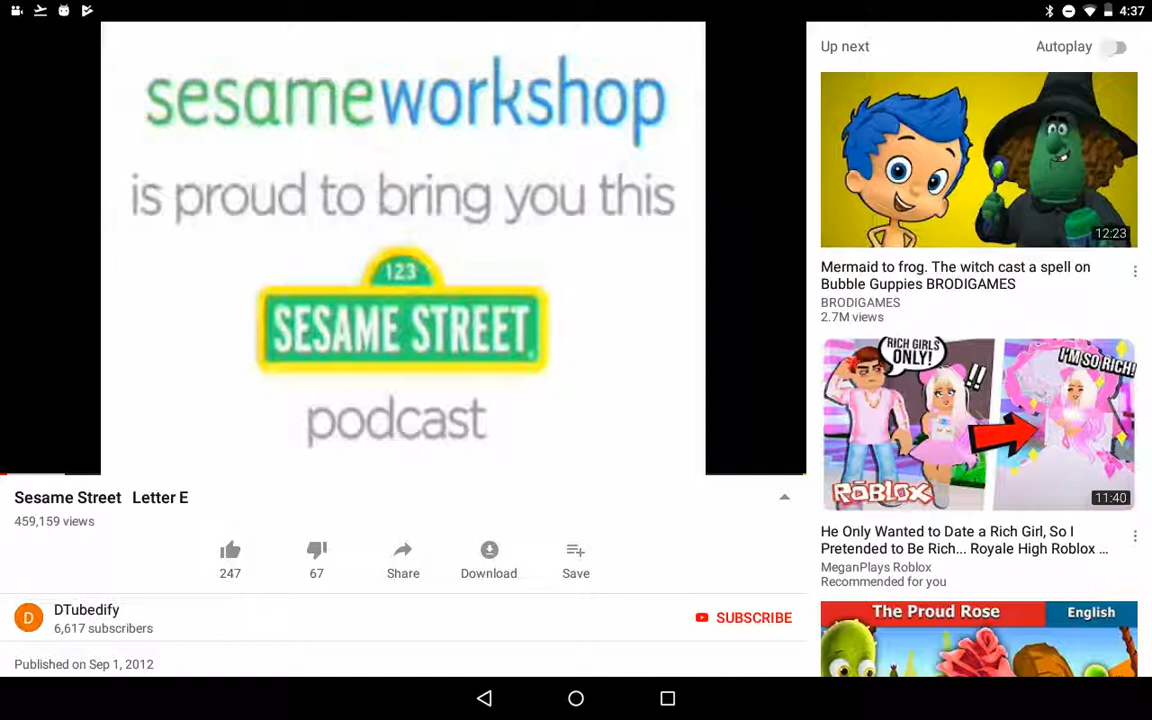 4:37
sesameworkshop
is proud to bring you this
123
SESAME STREET
podcast
Sesame Street Letter E
459,159 views
247
67
Share
Download
Save
D
DTubedify
6,617 subscribers
SUBSCRIBE
Published on Sep 1, 2012
Up next
Autoplay
12:23
Mermaid to frog. The witch cast a spell on
Bubble Guppies BRODIGAMES
BRODIGAMES
2.7M views
RICH GIRLS
ONLY!
!!
I'M SO RICH!
ROBLOX
11:40
He Only Wanted to Date a Rich Girl, So I
Pretended to Be Rich... Royale High Roblox ...
MeganPlays Roblox
Recommended for you
The Proud Rose
English